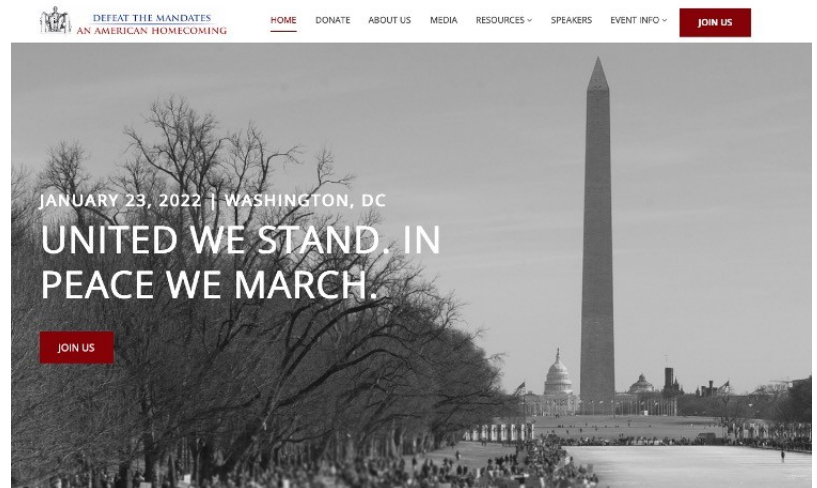 DEFEAT THE MANDATES
AN AMERICAN HOMECOMING
HOME DONATE ABOUT US MEDIA RESOURCES SPEAKERS EVENT INFO JOIN US
JANUARY 23, 2022 | WASHINGTON, DC
UNITED WE STAND. IN
PEACE WE MARCH.
JOIN US